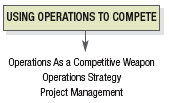 USING OPERATIONS TO COMPETE
Operations As a Competitive Weapon
Operations Strategy
Project Management